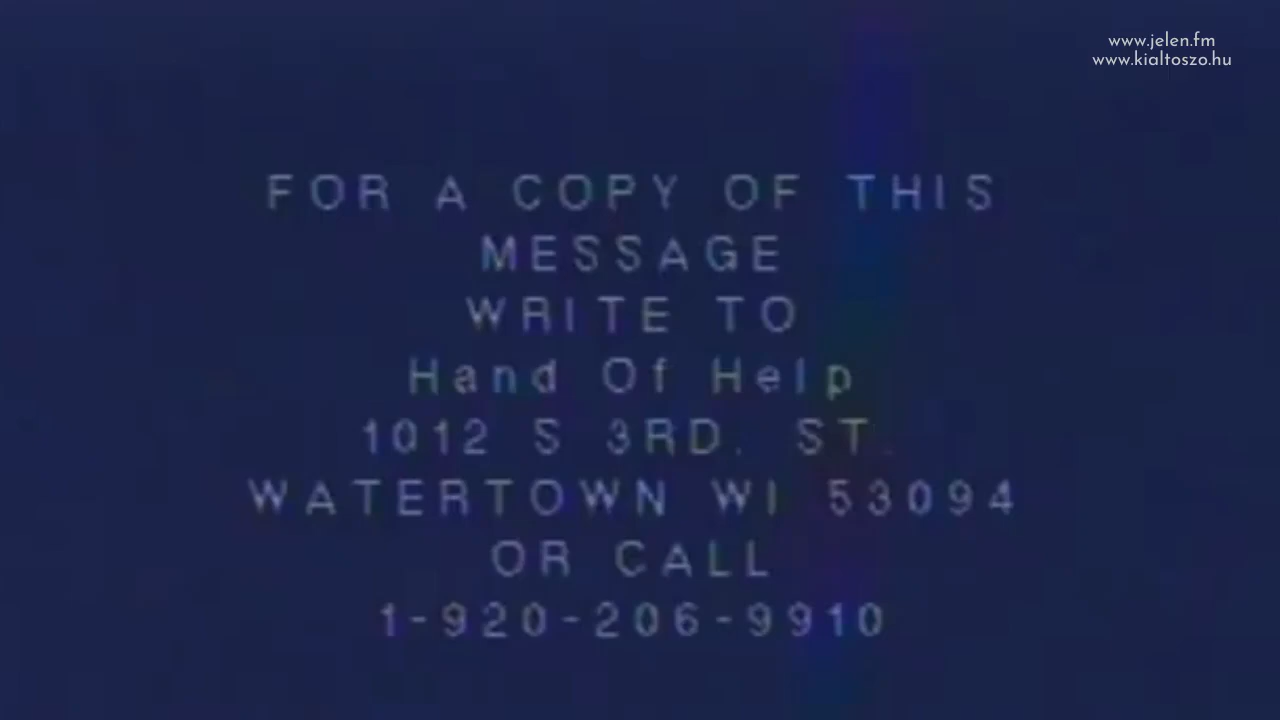 www.jelen.fm
www.kialtoszo.hu
FOR A COPY OF THIS
MESSAGE
WRITE TO
Hand Of Help
1012 S 3RD. ST.
WATERTOWN WI 53094
OR CALL
1-920-206-9910